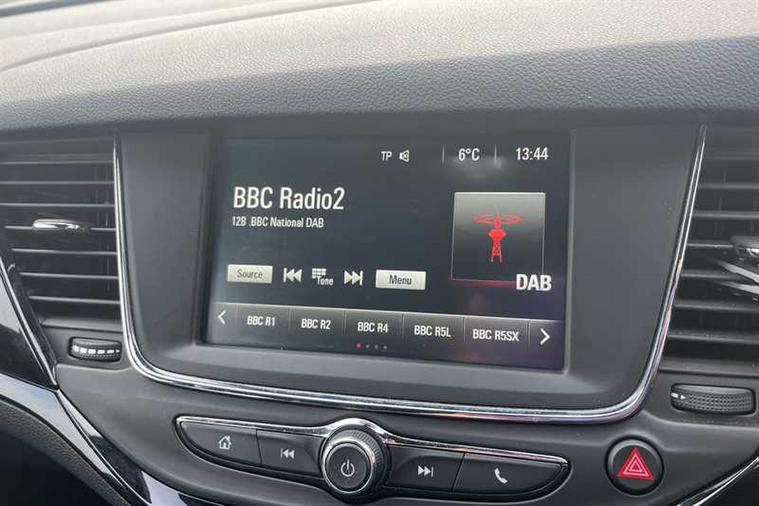 TP 6°C 13:44
BBC Radio2
12B .BBC National DAB
DAB
Source Tune Menu
BBC R1 BBC R2 BBC R4 BBC R5L BBC R5SX